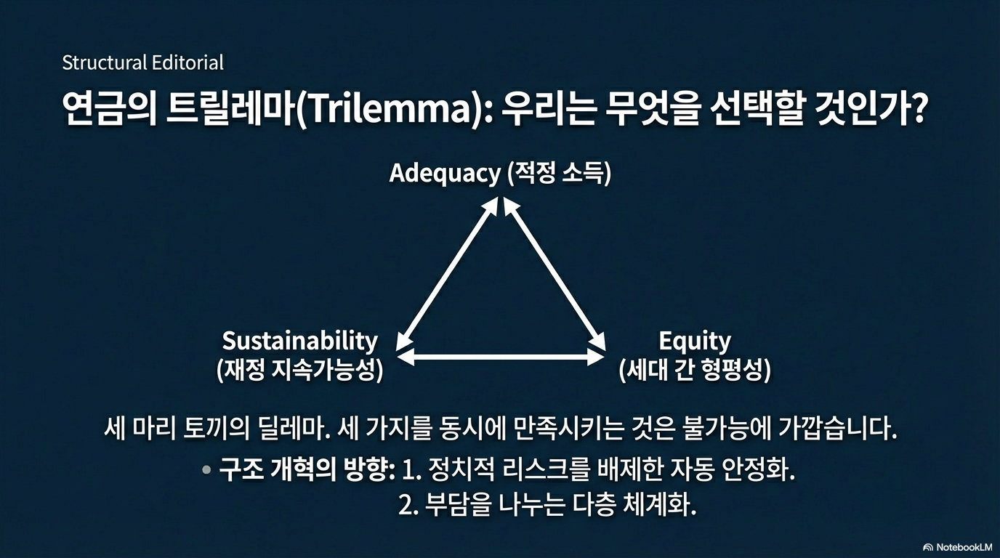 Structural Editorial
연금의 트릴레마(Trilemma): 우리는 무엇을 선택할 것인가?
Adequacy (적정 소득)
Sustainability
(재정 지속가능성)
Equity
(세대 간 형평성)
세 마리 토끼의 딜레마. 세 가지를 동시에 만족시키는 것은 불가능에 가깝습니다.
• 구조 개혁의 방향: 1. 정치적 리스크를 배제한 자동 안정화.
2. 부담을 나누는 다층 체계화.
NotebookLM